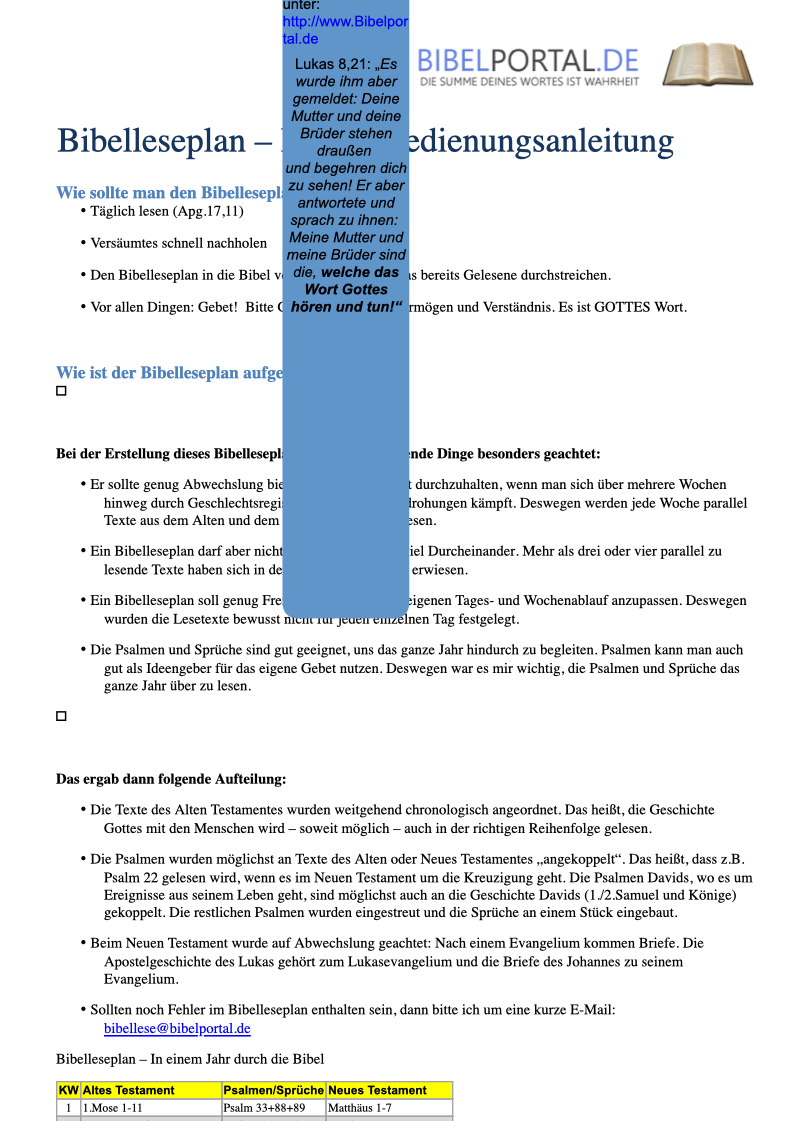 unter:
http://www.Bibelpor
tal.de
Lukas 8,21: „Es
wurde ihm aber
gemeldet: Deine
Mutter und deine
Brüder stehen
draußen
und begehren dich
zu sehen! Er aber
antwortete und
sprach zu ihnen:
Meine Mutter und
meine Brüder sind
die, welche das
Wort Gottes
hören und tun!“
BIBELPORTAL.DE
DIE SUMME DEINES WORTES IST WAHRHEIT
Bibelleseplan – edienungsanleitung
Wie sollte man den Bibellesepl
• Täglich lesen (Apg.17,11)
• Versäumtes schnell nachholen
• Den Bibelleseplan in die Bibel s bereits Gelesene durchstreichen.
• Vor allen Dingen: Gebet! Bitte rmögen und Verständnis. Es ist GOTTES Wort.
Wie ist der Bibelleseplan aufge
Bei der Erstellung dieses Bibellesepl nde Dinge besonders geachtet:
• Er sollte genug Abwechslung bie t durchzuhalten, wenn man sich über mehrere Wochen
hinweg durch Geschlechtsregi drohungen kämpft. Deswegen werden jede Woche parallel
Texte aus dem Alten und dem esen.
• Ein Bibelleseplan darf aber nicht iel Durcheinander. Mehr als drei oder vier parallel zu
lesende Texte haben sich in de erwiesen.
• Ein Bibelleseplan soll genug Fre eigenen Tages- und Wochenablauf anzupassen. Deswegen
wurden die Lesetexte bewusst nicht für jeden einzelnen Tag festgelegt.
• Die Psalmen und Sprüche sind gut geeignet, uns das ganze Jahr hindurch zu begleiten. Psalmen kann man auch
gut als Ideengeber für das eigene Gebet nutzen. Deswegen war es mir wichtig, die Psalmen und Sprüche das
ganze Jahr über zu lesen.
Das ergab dann folgende Aufteilung:
• Die Texte des Alten Testamentes wurden weitgehend chronologisch angeordnet. Das heißt, die Geschichte
Gottes mit den Menschen wird – soweit möglich – auch in der richtigen Reihenfolge gelesen.
• Die Psalmen wurden möglichst an Texte des Alten oder Neues Testamentes „angekoppelt“. Das heißt, dass z.B.
Psalm 22 gelesen wird, wenn es im Neuen Testament um die Kreuzigung geht. Die Psalmen Davids, wo es um
Ereignisse aus seinem Leben geht, sind möglichst auch an die Geschichte Davids (1./2.Samuel und Könige)
gekoppelt. Die restlichen Psalmen wurden eingestreut und die Sprüche an einem Stück eingebaut.
• Beim Neuen Testament wurde auf Abwechslung geachtet: Nach einem Evangelium kommen Briefe. Die
Apostelgeschichte des Lukas gehört zum Lukasevangelium und die Briefe des Johannes zu seinem
Evangelium.
• Sollten noch Fehler im Bibelleseplan enthalten sein, dann bitte ich um eine kurze E-Mail:
bibellese@bibelportal.de
Bibelleseplan – In einem Jahr durch die Bibel
KW Altes Testament Psalmen/Sprüche Neues Testament
1 1.Mose 1-11 Psalm 33+88+89 Matthäus 1-7